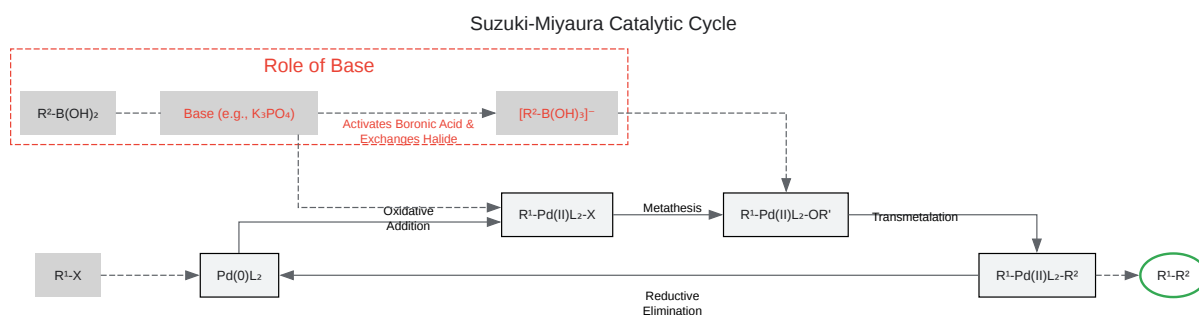 Suzuki-Miyaura Catalytic Cycle
Role of Base
R²-B(OH)₂
Base (e.g., K₃PO₄)
[R²-B(OH)₃]⁻
Activates Boronic Acid &
Exchanges Halide
Oxidative
Addition
R¹-Pd(II)L₂-X
Metathesis
R¹-Pd(II)L₂-OR'
Transmetalation
R¹-X
Pd(0)L₂
R¹-Pd(II)L₂-R²
R¹-R²
Reductive
Elimination